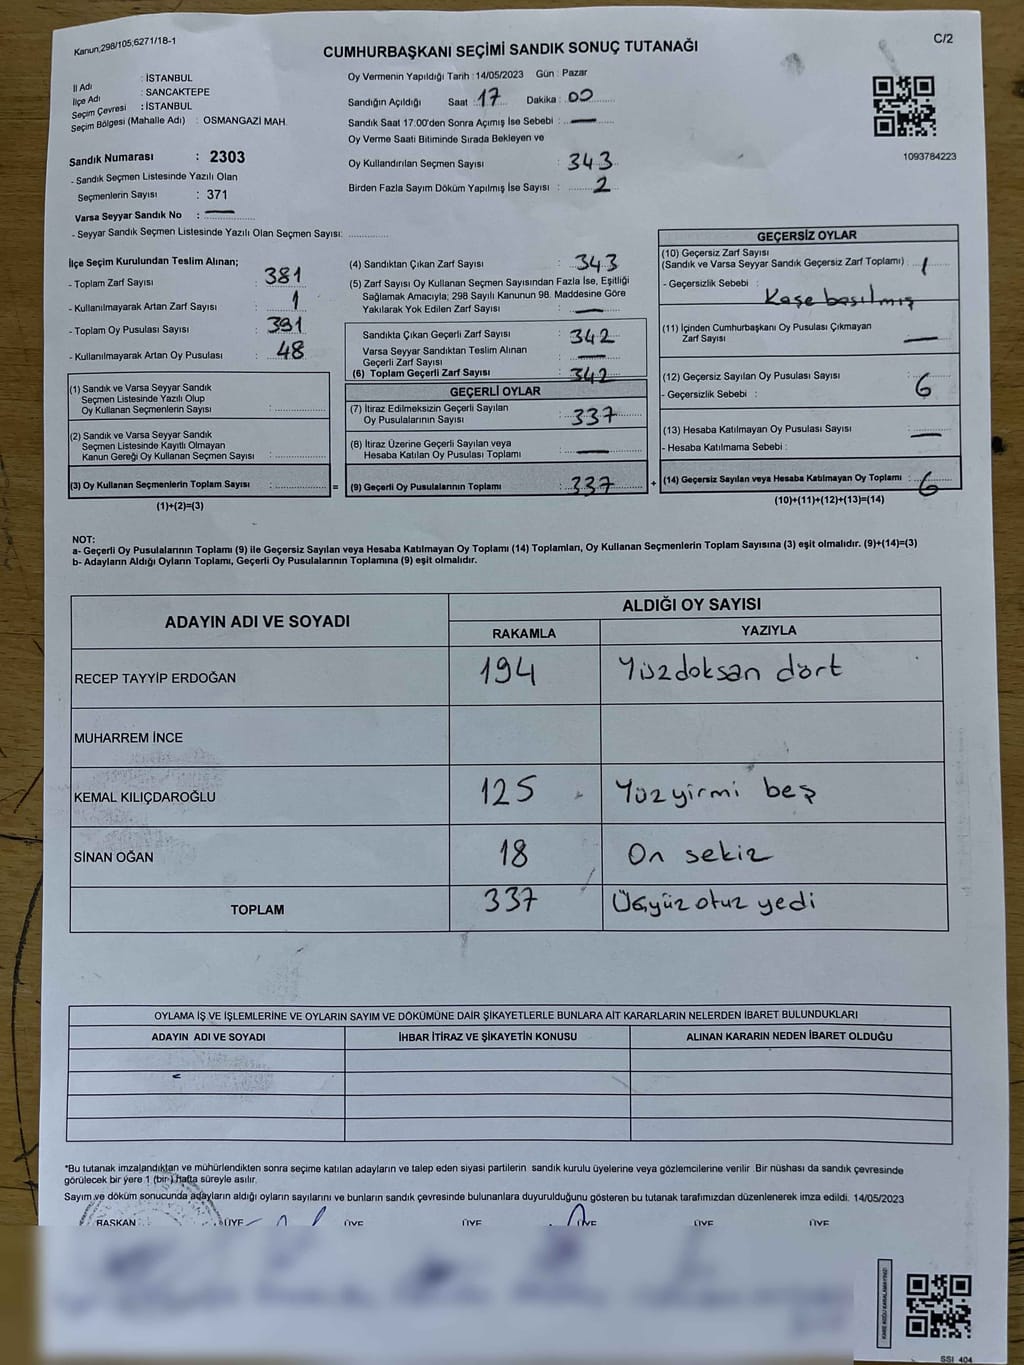 Kanun;298/105;6271/18-1
C/2
CUMHURBAŞKANI SEÇİMİ SANDIK SONUÇ TUTANAĞI
İl Adı : İSTANBUL
İlçe Adı : SANCAKTEPE
Seçim Çevresi : İSTANBUL
Seçim Bölgesi (Mahalle Adı) : OSMANGAZİ MAH.
Sandık Numarası : 2303
- Sandık Seçmen Listesinde Yazılı Olan
Seçmenlerin Sayısı : 371
Varsa Seyyar Sandık No : —
- Seyyar Sandık Seçmen Listesinde Yazılı Olan Seçmen Sayısı: ............
Oy Vermenin Yapıldığı Tarih : 14/05/2023 Gün : Pazar
Sandığın Açıldığı Saat : 17 Dakika : 00
Sandık Saat 17:00'den Sonra Açımış İse Sebebi : —
Oy Verme Saati Bitiminde Sırada Bekleyen ve
Oy Kullandırılan Seçmen Sayısı : 343
Birden Fazla Sayım Döküm Yapılmış İse Sayısı : 2
1093784223
İlçe Seçim Kurulundan Teslim Alınan;
- Toplam Zarf Sayısı : 381
- Kullanılmayarak Artan Zarf Sayısı : 1
- Toplam Oy Pusulası Sayısı : 391
- Kullanılmayarak Artan Oy Pusulası : 48
(1) Sandık ve Varsa Seyyar Sandık
Seçmen Listesinde Yazılı Olup
Oy Kullanan Seçmenlerin Sayısı :
(2) Sandık ve Varsa Seyyar Sandık
Seçmen Listesinde Kayıtlı Olmayan
Kanun Gereği Oy Kullanan Seçmen Sayısı :
(3) Oy Kullanan Seçmenlerin Toplam Sayısı : =
(1)+(2)=(3)
(4) Sandıktan Çıkan Zarf Sayısı : 343
(5) Zarf Sayısı Oy Kullanan Seçmen Sayısından Fazla İse, Eşitliği
Sağlamak Amacıyla; 298 Sayılı Kanunun 98. Maddesine Göre
Yakılarak Yok Edilen Zarf Sayısı : —
Sandıkta Çıkan Geçerli Zarf Sayısı : 342
Varsa Seyyar Sandıktan Teslim Alınan
Geçerli Zarf Sayısı : —
(6) Toplam Geçerli Zarf Sayısı : 342
GEÇERLİ OYLAR
(7) İtiraz Edilmeksizin Geçerli Sayılan
Oy Pusulalarının Sayısı : 337
(8) İtiraz Üzerine Geçerli Sayılan veya
Hesaba Katılan Oy Pusulası Toplamı : —
(9) Geçerli Oy Pusulalarının Toplamı : 337 +
GEÇERSİZ OYLAR
(10) Geçersiz Zarf Sayısı
(Sandık ve Varsa Seyyar Sandık Geçersiz Zarf Toplamı) : 1
- Geçersizlik Sebebi : Kaşe basılmış
(11) İçinden Cumhurbaşkanı Oy Pusulası Çıkmayan
Zarf Sayısı —
(12) Geçersiz Sayılan Oy Pusulası Sayısı : 6
- Geçersizlik Sebebi :
(13) Hesaba Katılmayan Oy Pusulası Sayısı : —
- Hesaba Katılmama Sebebi :
(14) Geçersiz Sayılan veya Hesaba Katılmayan Oy Toplamı : 6
(10)+(11)+(12)+(13)=(14)
NOT:
a- Geçerli Oy Pusulalarının Toplamı (9) ile Geçersiz Sayılan veya Hesaba Katılmayan Oy Toplamı (14) Toplamları, Oy Kullanan Seçmenlerin Toplam Sayısına (3) eşit olmalıdır. (9)+(14)=(3)
b- Adayların Aldığı Oyların Toplamı, Geçerli Oy Pusulalarının Toplamına (9) eşit olmalıdır.
ADAYIN ADI VE SOYADI ALDIĞI OY SAYISI
RAKAMLA YAZIYLA
RECEP TAYYİP ERDOĞAN 194 Yüzdoksan dört
MUHARREM İNCE
KEMAL KILIÇDAROĞLU 125 Yüzyirmi beş
SİNAN OĞAN 18 On sekiz
TOPLAM 337 Üçyüz otuz yedi
OYLAMA İŞ VE İŞLEMLERİNE VE OYLARIN SAYIM VE DÖKÜMÜNE DAİR ŞİKAYETLERLE BUNLARA AİT KARARLARIN NELERDEN İBARET BULUNDUKLARI
ADAYIN ADI VE SOYADI İHBAR İTİRAZ VE ŞİKAYETİN KONUSU ALINAN KARARIN NEDEN İBARET OLDUĞU
*Bu tutanak imzalandıktan ve mühürlendikten sonra seçime katılan adayların ve talep eden siyasi partilerin sandık kurulu üyelerine veya gözlemcilerine verilir. Bir nüshası da sandık çevresinde
görülecek bir yere 1 (bir) hafta süreyle asılır.
Sayım ve döküm sonucunda adayların aldığı oyların sayılarını ve bunların sandık çevresinde bulunanlara duyurulduğunu gösteren bu tutanak tarafımızdan düzenlenerek imza edildi. 14/05/2023
BAŞKAN ÜYE ÜYE ÜYE ÜYE ÜYE ÜYE
SSI 404